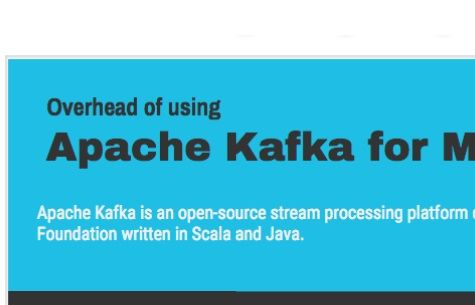 Overhead of using
Apache Kafka for
Apache Kafka is an open-source stream processing platform
Foundation written in Scala and Java.